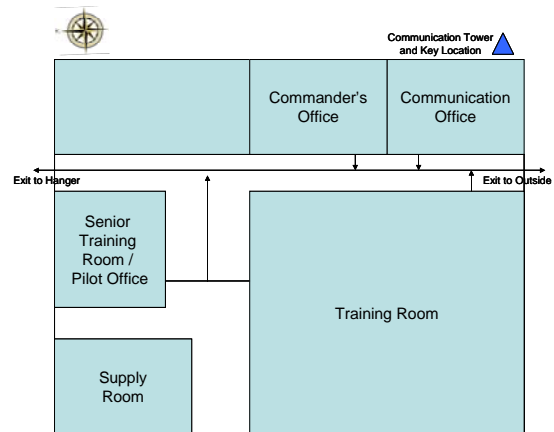 Communication Tower
and Key Location
Commander's
Office
Communication
Office
Exit to Hanger
Exit to Outside
Senior
Training
Room /
Pilot Office
Training Room
Supply
Room